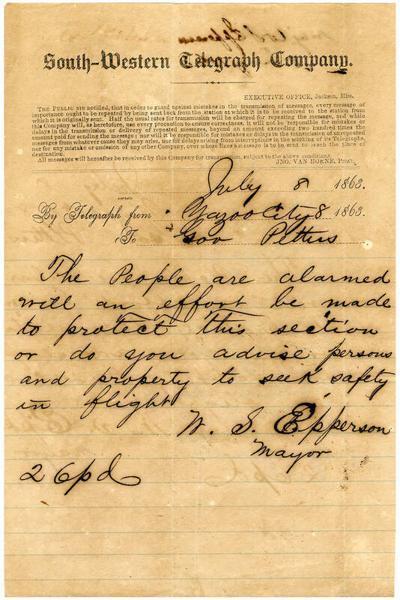 South-Western Telegraph Company.
EXECUTIVE OFFICE, Jackson, Miss.
THE PUBLIC are notified, that in order to guard against mistakes in the transmission of messages, every message of
importance ought to be repeated by being sent back from the station at which it is to be received to the station from
which it is originally sent. Half the usual rates for transmission will be charged for repeating the message, and while
this Company will, as heretofore, use every precaution to ensure correctness, it will not be responsible for mistakes or
delays in the transmission or delivery of repeated messages, beyond an amount exceeding two hundred times the
amount paid for sending the message; nor will it be responsible for mistakes or delays in the transmission of unrepeated
messages from whatever cause they may arise, nor for delays arising from interruptions in the working of its Telegraphs,
nor for any mistake or omission of any other Company, over whose lines a message is to be sent to reach the place of
destination.
All messages will hereafter be received by this Company for transmission, subject to the above conditions.
JNO. VAN HORNE, Pres't.
July 8 1863.
By Telegraph from Yazoo City 8 1863.
To Gov Pettus
The People are alarmed
will an effort be made
to protect this section
or do you advise persons
and property to seek safety
in flight
W. S. Epperson
Mayor
26pd